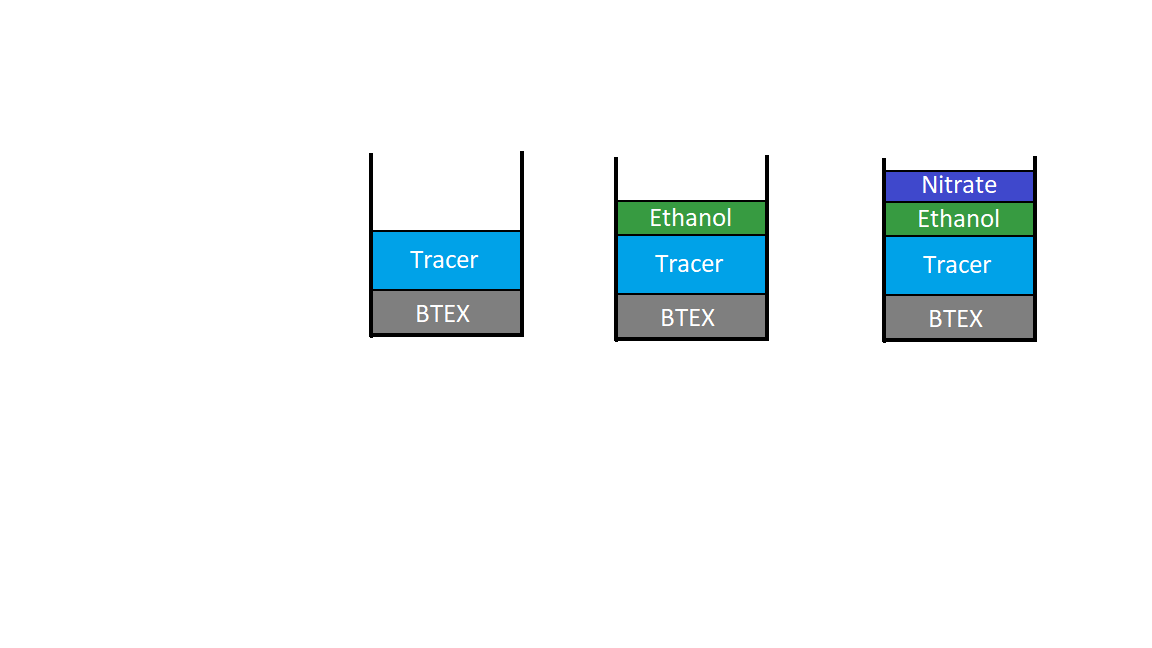 Tracer
BTEX
Ethanol
Tracer
BTEX
Nitrate
Ethanol
Tracer
BTEX